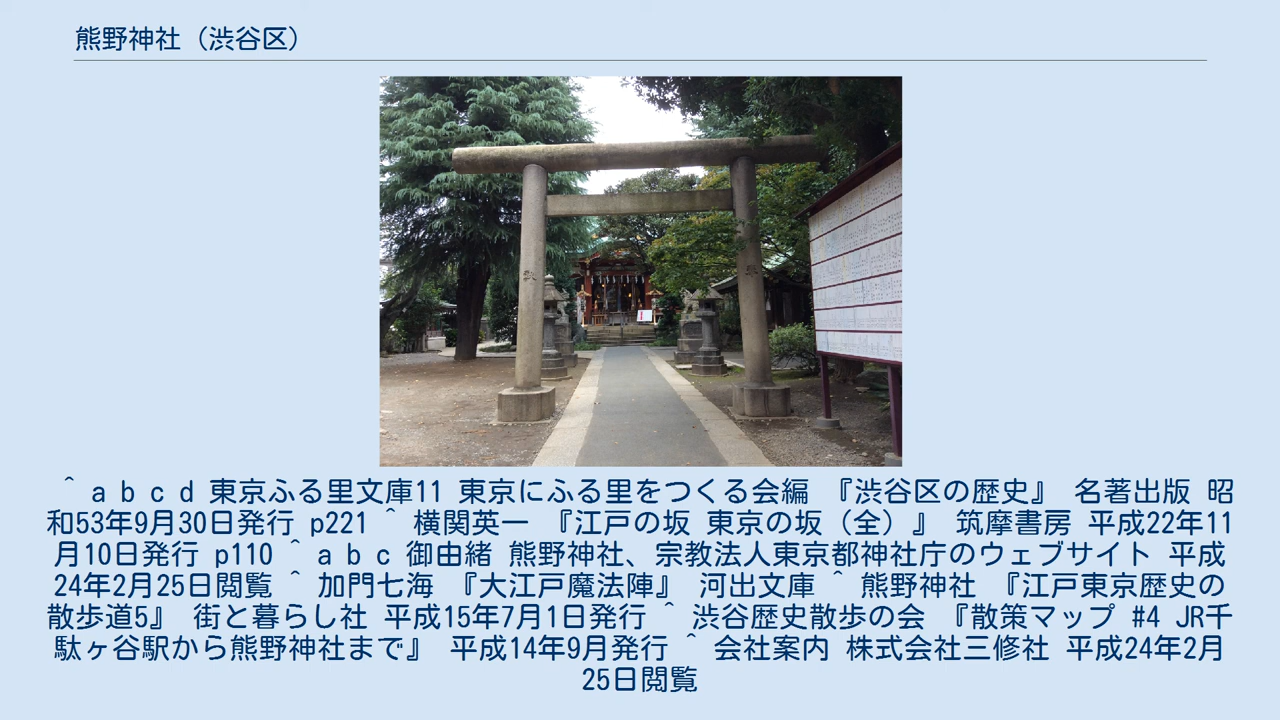 熊野神社（渋谷区）
^ a b c d 東京ふる里文庫11 東京にふる里をつくる会編 『渋谷区の歴史』 名著出版 昭
和53年9月30日発行 p221 ^ 横関英一 『江戸の坂 東京の坂（全）』 筑摩書房 平成22年11
月10日発行 p110 ^ a b c 御由緒 熊野神社、宗教法人東京都神社庁のウェブサイト 平成
24年2月25日閲覧 ^ 加門七海 『大江戸魔法陣』 河出文庫 ^ 熊野神社 『江戸東京歴史の
散歩道5』 街と暮らし社 平成15年7月1日発行 ^ 渋谷歴史散歩の会 『散策マップ #4 JR千
駄ヶ谷駅から熊野神社まで』 平成14年9月発行 ^ 会社案内 株式会社三修社 平成24年2月
25日閲覧